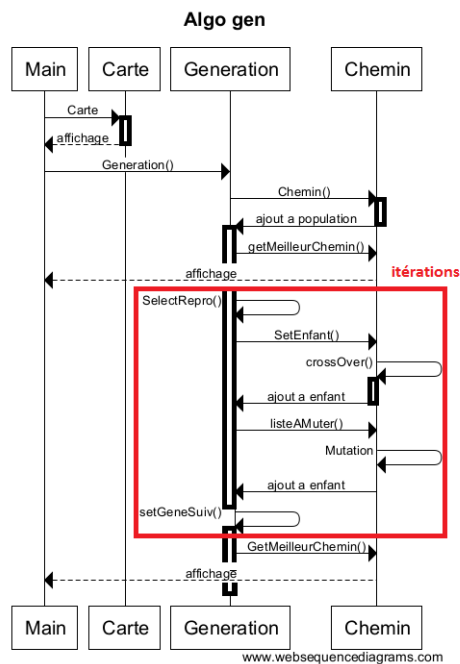 Algo gen
Main Carte Generation Chemin
Carte
affichage
Generation()
Chemin()
ajout a population
getMeilleurChemin()
affichage
itérations
SelectRepro()
SetEnfant()
crossOver()
ajout a enfant
listeAMuter()
Mutation
ajout a enfant
setGeneSuiv()
GetMeilleurChemin()
affichage
Main Carte Generation Chemin
www.websequencediagrams.com